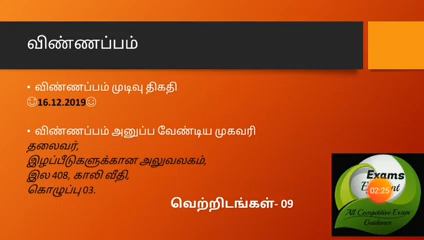 விண்ணப்பம்
• விண்ணப்பம் முடிவு திகதி
☺16.12.2019☺
• விண்ணப்பம் அனுப்ப வேண்டிய முகவரி
தலைவர்,
இழப்பீடுகளுக்கான அலுவலகம்,
இல 408, காலி வீதி,
கொழுப்பு 03.
வெற்றிடங்கள்- 09
Exams
02:25
All Competitive Exam
Guidance